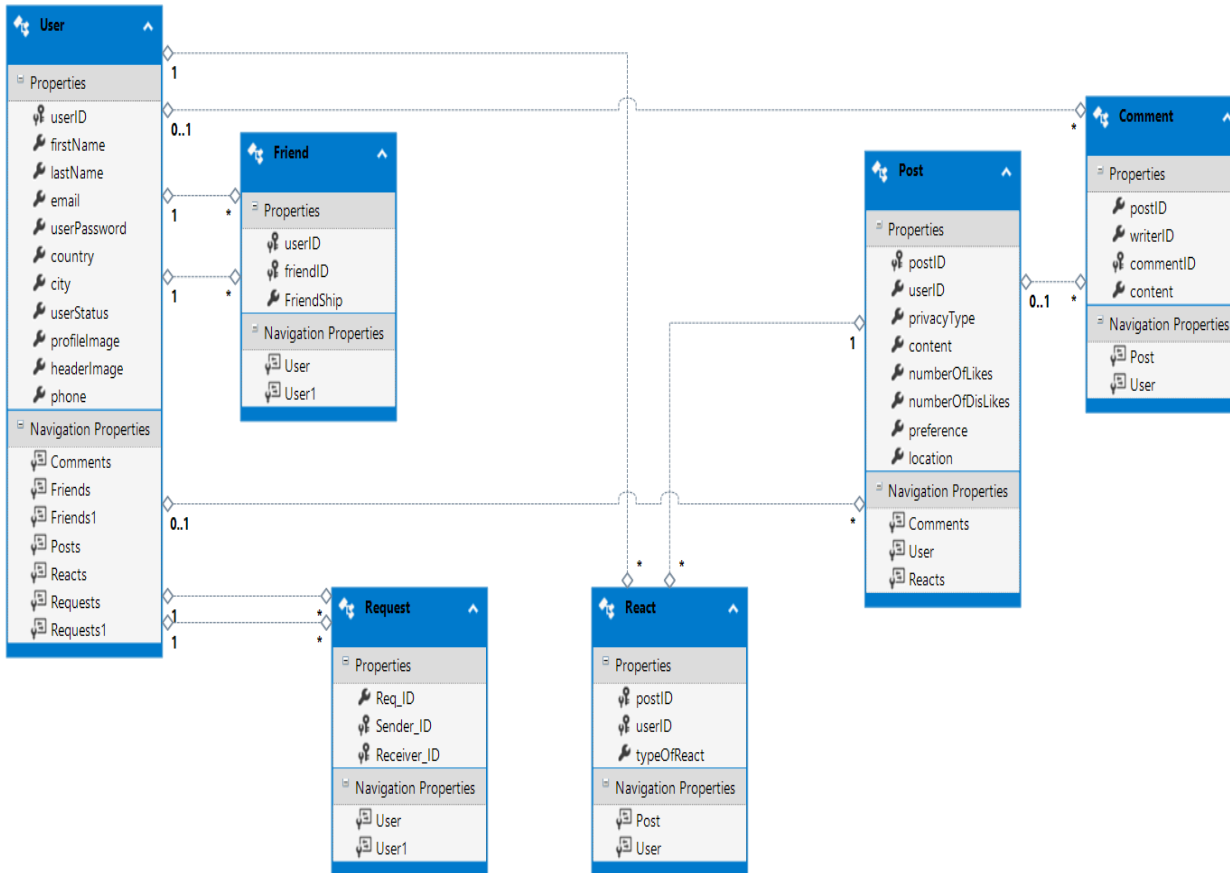 User
Properties
userID
firstName
lastName
email
userPassword
country
city
userStatus
profileImage
headerImage
phone
Navigation Properties
Comments
Friends
Friends1
Posts
Reacts
Requests
Requests1
1
0..1
1 *
1 *
0..1 *
1 *
1 *
Friend
Properties
userID
friendID
FriendShip
Navigation Properties
User
User1
Post
Properties
postID
userID
privacyType
content
numberOfLikes
numberOfDisLikes
preference
location
Navigation Properties
Comments
User
Reacts
*
0..1 *
1
Comment
Properties
postID
writerID
commentID
content
Navigation Properties
Post
User
Request
Properties
Req_ID
Sender_ID
Receiver_ID
Navigation Properties
User
User1
* *
React
Properties
postID
userID
typeOfReact
Navigation Properties
Post
User